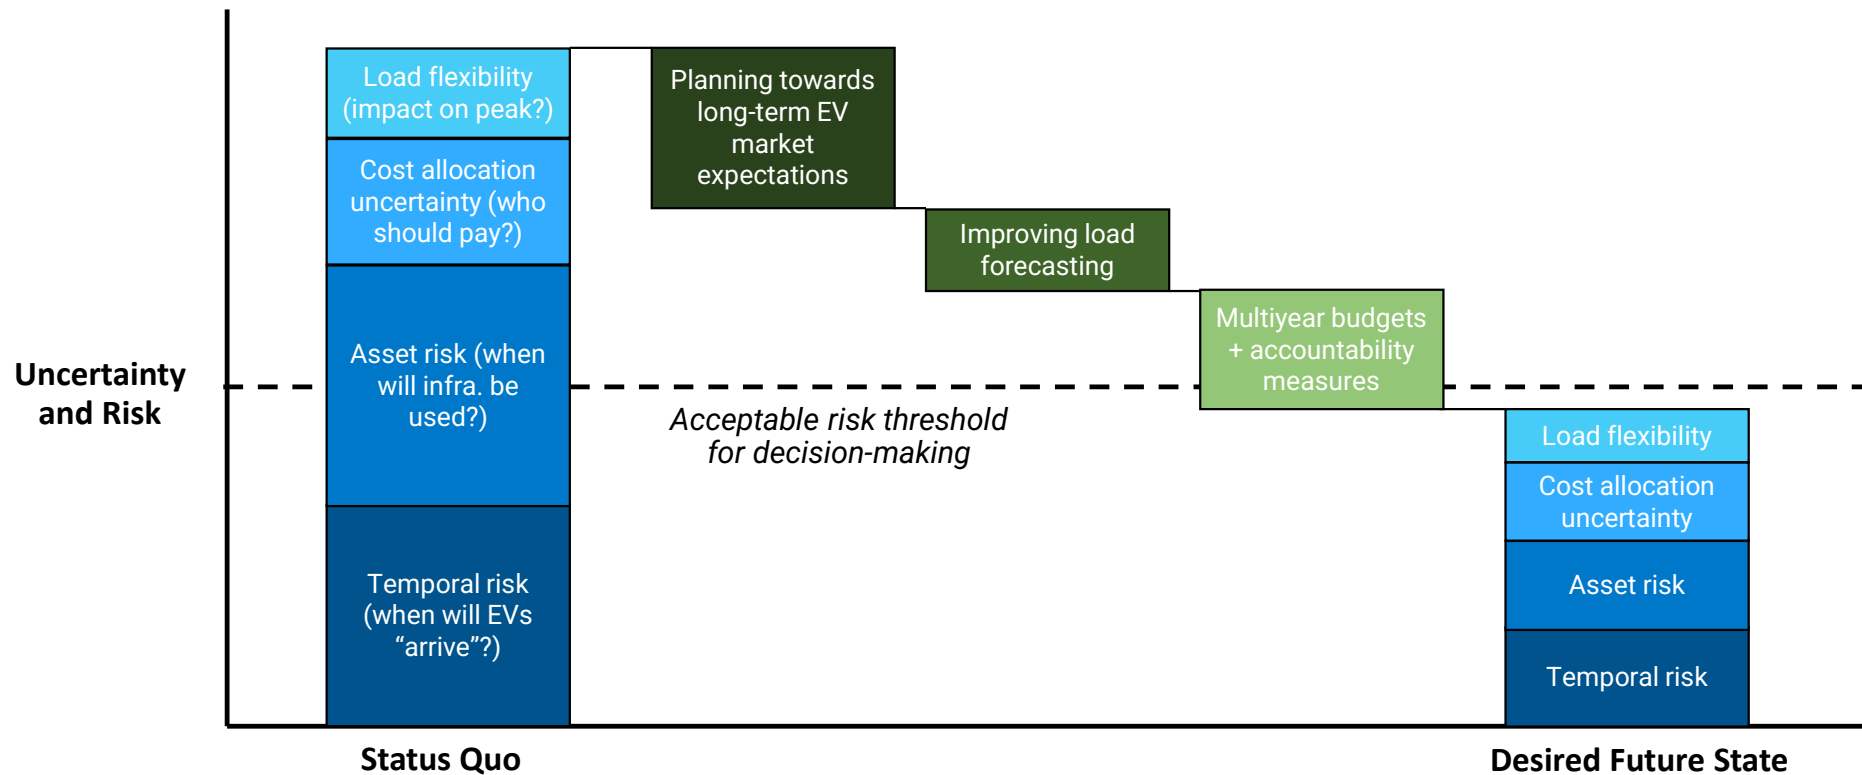 Load flexibility
(impact on peak?)
Cost allocation
uncertainty (who
should pay?)
Asset risk (when
will infra. be
used?)
Temporal risk
(when will EVs
“arrive”?)
Planning towards
long-term EV
market
expectations
Improving load
forecasting
Multiyear budgets
+ accountability
measures
Uncertainty
and Risk
Acceptable risk threshold
for decision-making
Load flexibility
Cost allocation
uncertainty
Asset risk
Temporal risk
Status Quo
Desired Future State